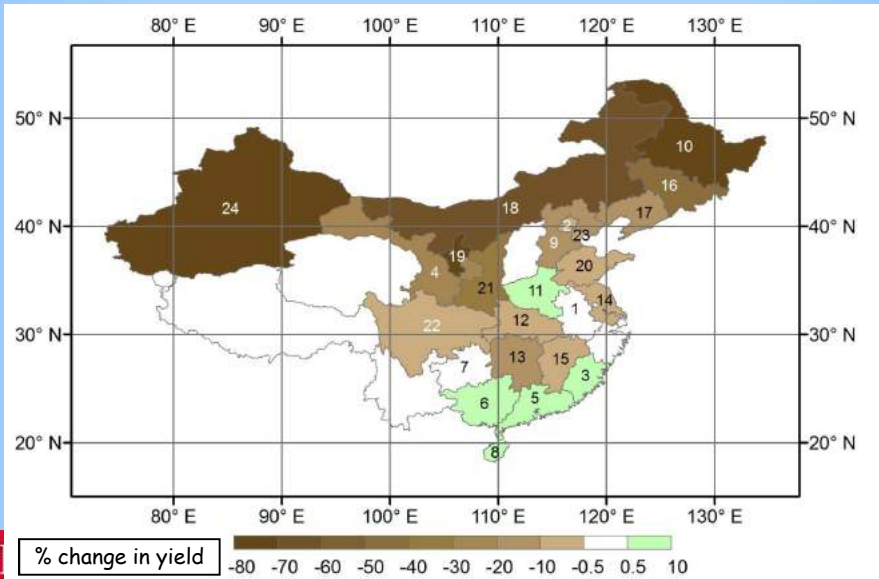 80° E 90° E 100° E 110° E 120° E 130° E
50° N 50° N
10
16
24
40° N 18 2 17 40° N
9 23
19
4 20
21 11
14
1
30° N 22 12 30° N
13 15
7 3
6 5
20° N 8 20° N
80° E 90° E 100° E 110° E 120° E 130° E
% change in yield
-80 -70 -60 -50 -40 -30 -20 -10 -0.5 0.5 10